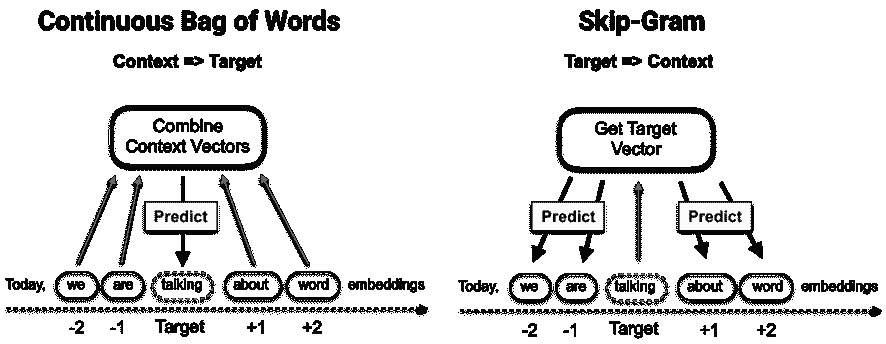 Continuous Bag of Words
Context => Target
Combine
Context Vectors
Predict
Today, we are talking about word embeddings
-2 -1 Target +1 +2
Skip-Gram
Target => Context
Get Target
Vector
Predict Predict
Today, we are talking about word embeddings
-2 -1 Target +1 +2